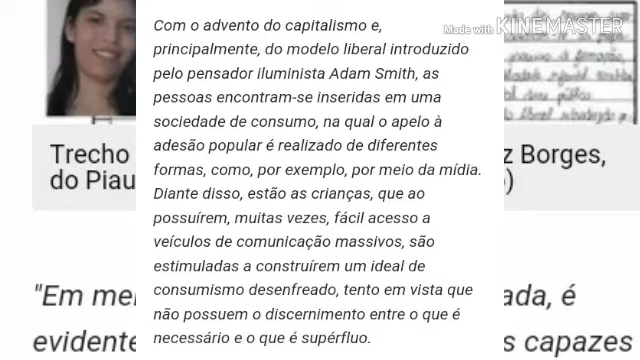 Com o advento do capitalismo e,
principalmente, do modelo liberal introduzido
pelo pensador iluminista Adam Smith, as
pessoas encontram-se inseridas em uma
sociedade de consumo, na qual o apelo à
adesão popular é realizado de diferentes
formas, como, por exemplo, por meio da mídia.
Diante disso, estão as crianças, que ao
possuírem, muitas vezes, fácil acesso a
veículos de comunicação massivos, são
estimuladas a construírem um ideal de
consumismo desenfreado, tento em vista que
não possuem o discernimento entre o que é
necessário e o que é supérfluo.
Made with KINEMASTER
Trecho
do Piau
z Borges,
)
"Em me
evidente
ada, é
s capazes